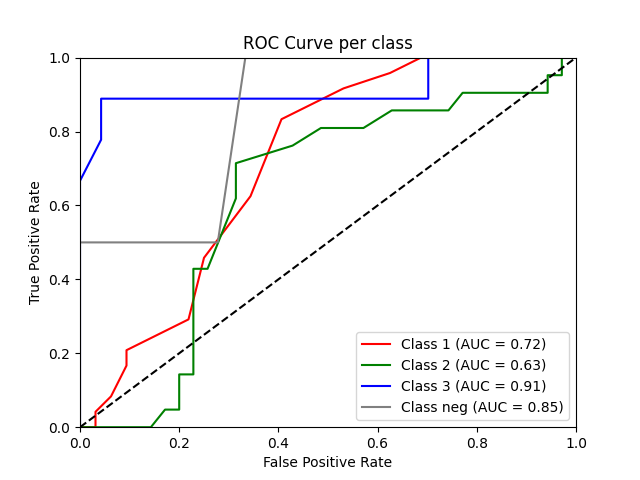 ROC Curve per class
True Positive Rate
1.0
0.8
0.6
0.4
0.2
0.0
Class 1 (AUC = 0.72)
Class 2 (AUC = 0.63)
Class 3 (AUC = 0.91)
Class neg (AUC = 0.85)
0.0 0.2 0.4 0.6 0.8 1.0
False Positive Rate